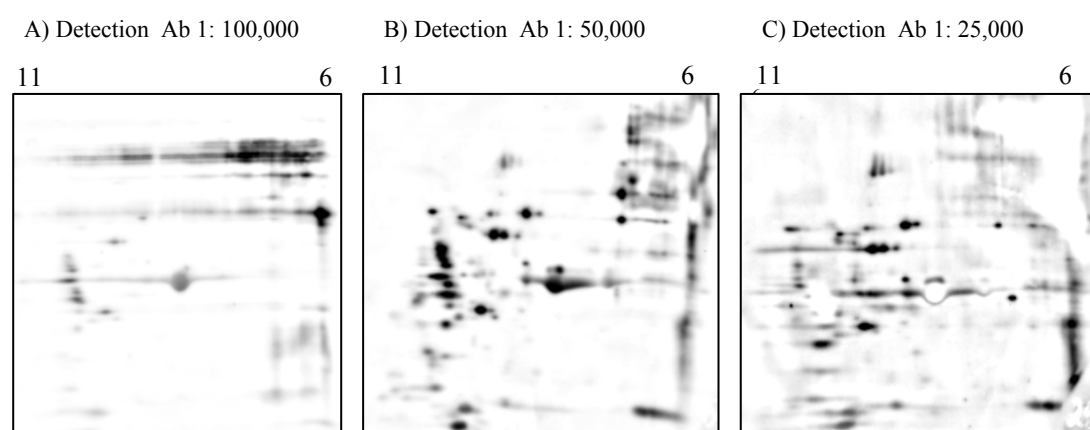 A) Detection Ab 1: 100,000
B) Detection Ab 1: 50,000
C) Detection Ab 1: 25,000
11 6
11 6
11 6